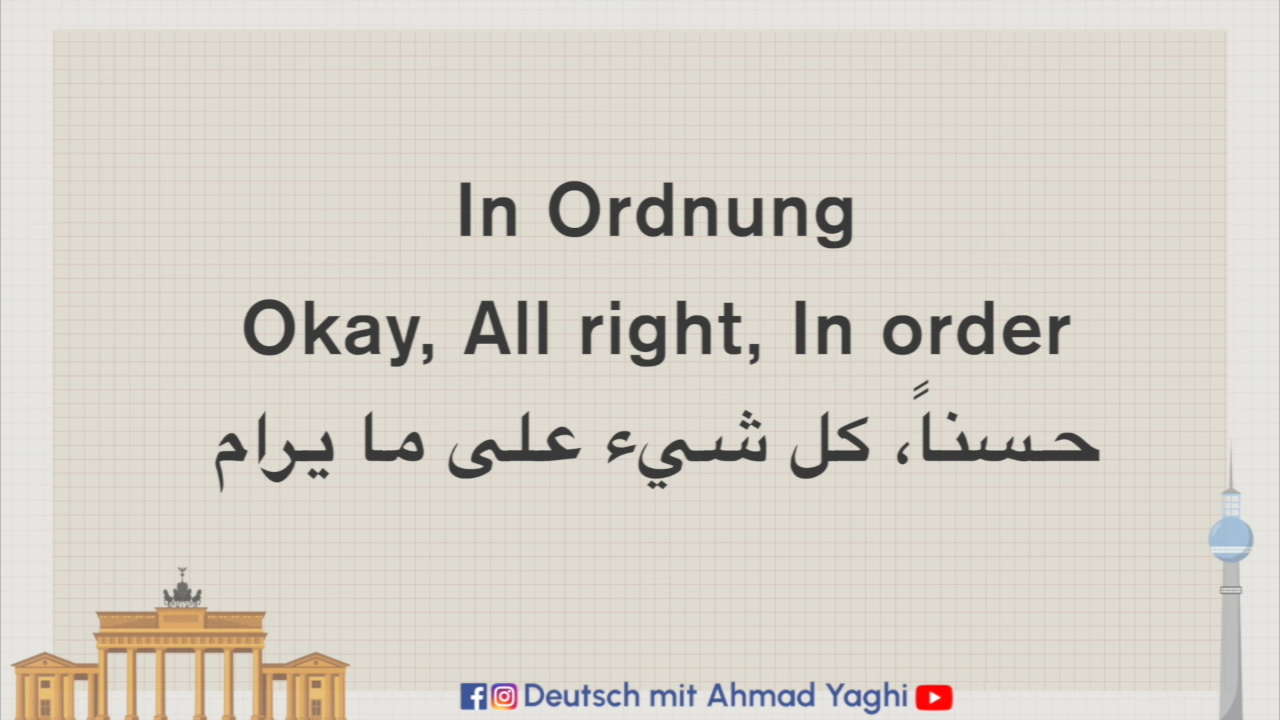 In Ordnung
Okay, All right, In order
حسناً، كل شيء على ما يرام
Deutsch mit Ahmad Yaghi